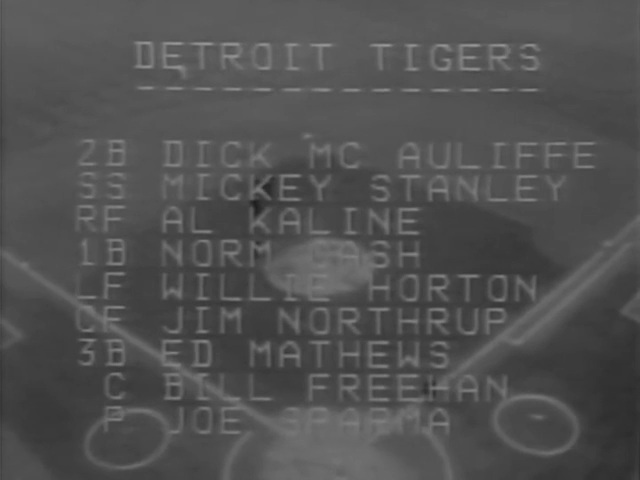 DETROIT TIGERS
---------------
2B DICK MC AULIFFE
SS MICKEY STANLEY
RF AL KALINE
1B NORM CASH
LF WILLIE HORTON
CF JIM NORTHRUP
3B ED MATHEWS
C BILL FREEHAN
P JOE SPARMA